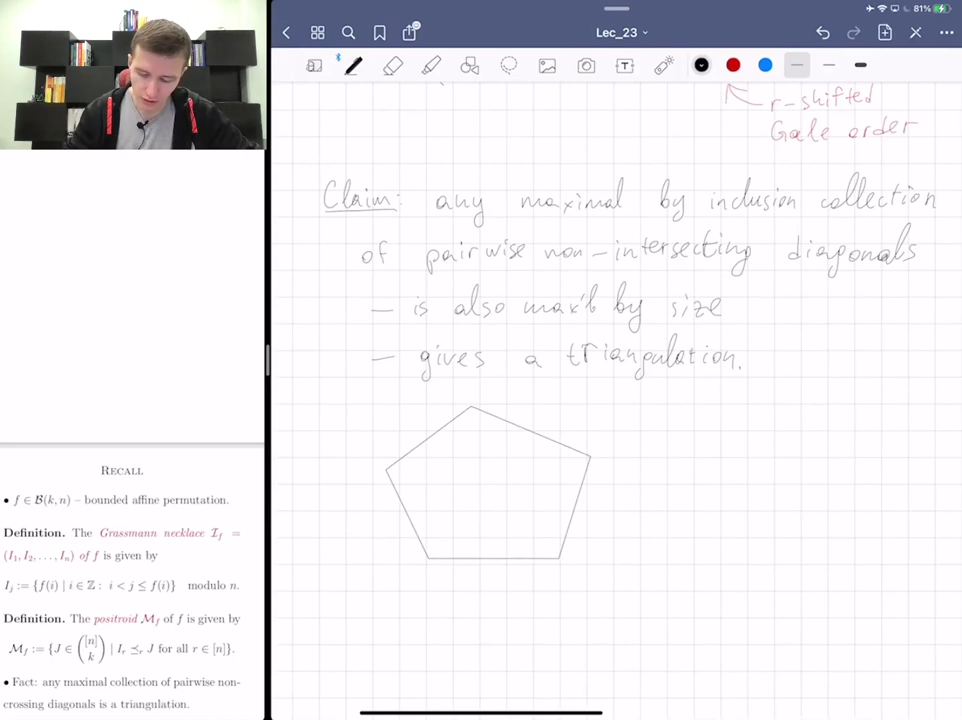 81%
Lec_23
r-shifted
Gale order
Claim: any maximal by inclusion collection
of pairwise non-intersecting diagonals
— is also max'l by size
— gives a triangulation.
RECALL
• f ∈ B(k, n) – bounded affine permutation.
Definition. The Grassmann necklace I_f =
(I_1, I_2, . . . , I_n) of f is given by
I_j := {f(i) | i ∈ Z : i < j ≤ f(i)} modulo n.
Definition. The positroid M_f of f is given by
M_f := {J ∈ ([n] k) | I_r ⪯_r J for all r ∈ [n]}.
• Fact: any maximal collection of pairwise non-
crossing diagonals is a triangulation.